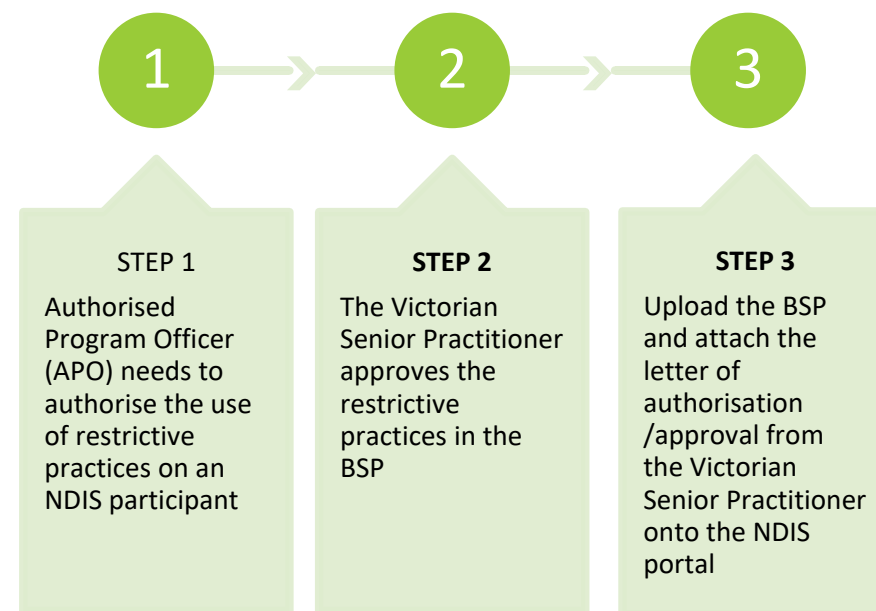 1
2
3
STEP 1
Authorised
Program Officer
(APO) needs to
authorise the use
of restrictive
practices on an
NDIS participant
STEP 2
The Victorian
Senior Practitioner
approves the
restrictive
practices in the
BSP
STEP 3
Upload the BSP
and attach the
letter of
authorisation
/approval from
the Victorian
Senior Practitioner
onto the NDIS
portal